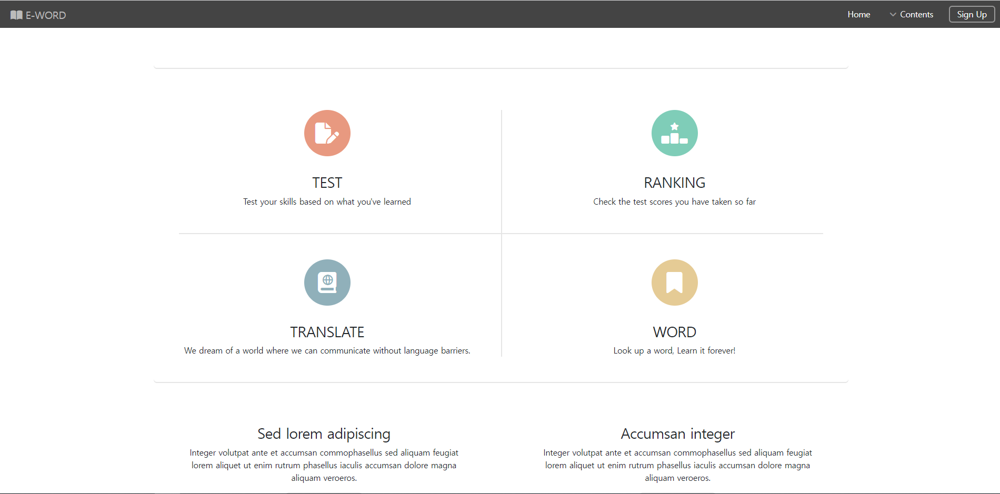 E-WORD
Home
Contents
Sign Up
TEST
Test your skills based on what you've learned
RANKING
Check the test scores you have taken so far
TRANSLATE
We dream of a world where we can communicate without language barriers.
WORD
Look up a word, Learn it forever!
Sed lorem adipiscing
Integer volutpat ante et accumsan commophasellus sed aliquam feugiat
lorem aliquet ut enim rutrum phasellus iaculis accumsan dolore magna
aliquam veroeros.
Accumsan integer
Integer volutpat ante et accumsan commophasellus sed aliquam feugiat
lorem aliquet ut enim rutrum phasellus iaculis accumsan dolore magna
aliquam veroeros.